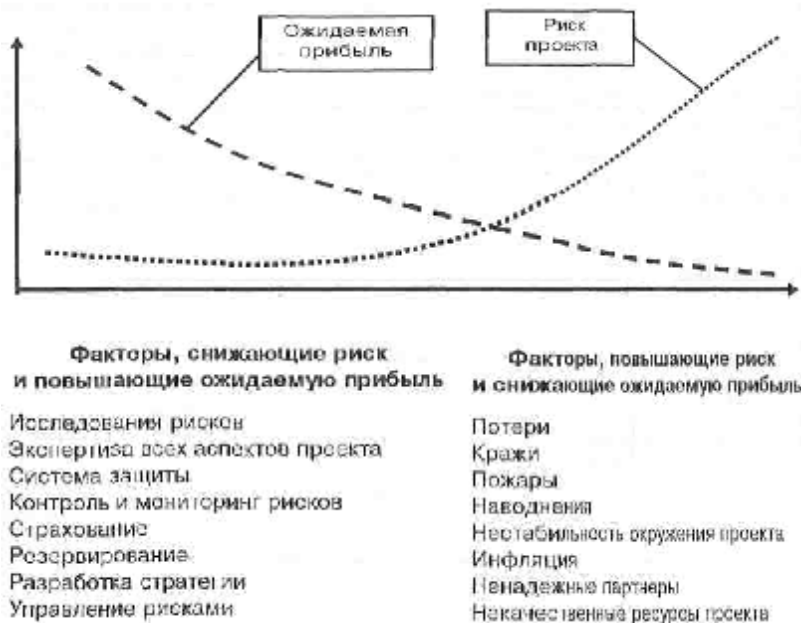 Ожидаемая
прибыль
Риск
проекта
Факторы, снижающие риск
и повышающие ожидаемую прибыль
Исследования рисков
Экспертиза всех аспектов проекта
Система защиты
Контроль и мониторинг рисков
Страхование
Резервирование
Разработка стратегии
Управление рисками
Факторы, повышающие риск
и снижающие ожидаемую прибыль
Потери
Кражи
Пожары
Наводнения
Нестабильность окружения проекта
Инфляция
Ненадежные партнеры
Некачественные ресурсы проекта